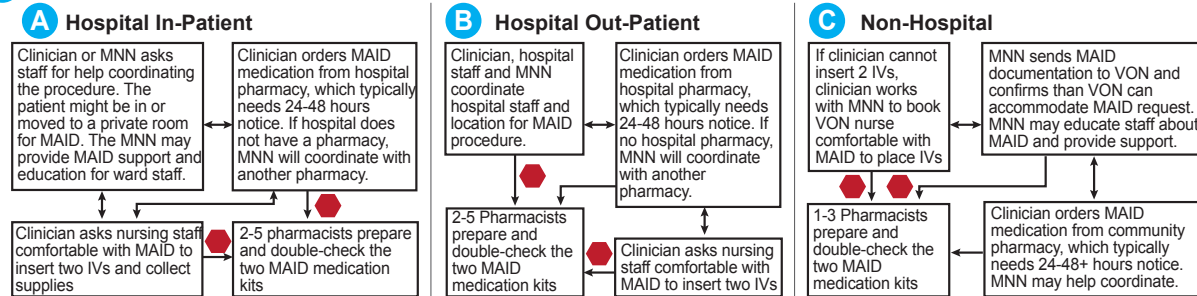 A Hospital In-Patient
Clinician or MNN asks
staff for help coordinating
the procedure. The
patient might be in or
moved to a private room
for MAID. The MNN may
provide MAID support and
education for ward staff.
Clinician orders MAID
medication from hospital
pharmacy, which typically
needs 24-48 hours
notice. If hospital does
not have a pharmacy,
MNN will coordinate with
another pharmacy.
Clinician asks nursing staff
comfortable with MAID to
insert two IVs and collect
supplies
2-5 pharmacists prepare
and double-check the
two MAID medication
kits
B Hospital Out-Patient
Clinician, hospital
staff and MNN
coordinate
hospital staff and
location for MAID
procedure.
Clinician orders MAID
medication from
hospital pharmacy,
which typically needs
24-48 hours notice. If
no hospital pharmacy,
MNN will coordinate
with another
pharmacy.
2-5 Pharmacists
prepare and
double-check the
two MAID
medication kits
Clinician asks nursing
staff comfortable with
MAID to insert two IVs
C Non-Hospital
If clinician cannot
insert 2 IVs,
clinician works
with MNN to book
VON nurse
comfortable with
MAID to place IVs
MNN sends MAID
documentation to VON and
confirms than VON can
accommodate MAID request.
MNN may educate staff about
MAID and provide support.
1-3 Pharmacists
prepare and
double-check the
two MAID
medication kits
Clinician orders MAID
medication from community
pharmacy, which typically
needs 24-48+ hours notice.
MNN may help coordinate.